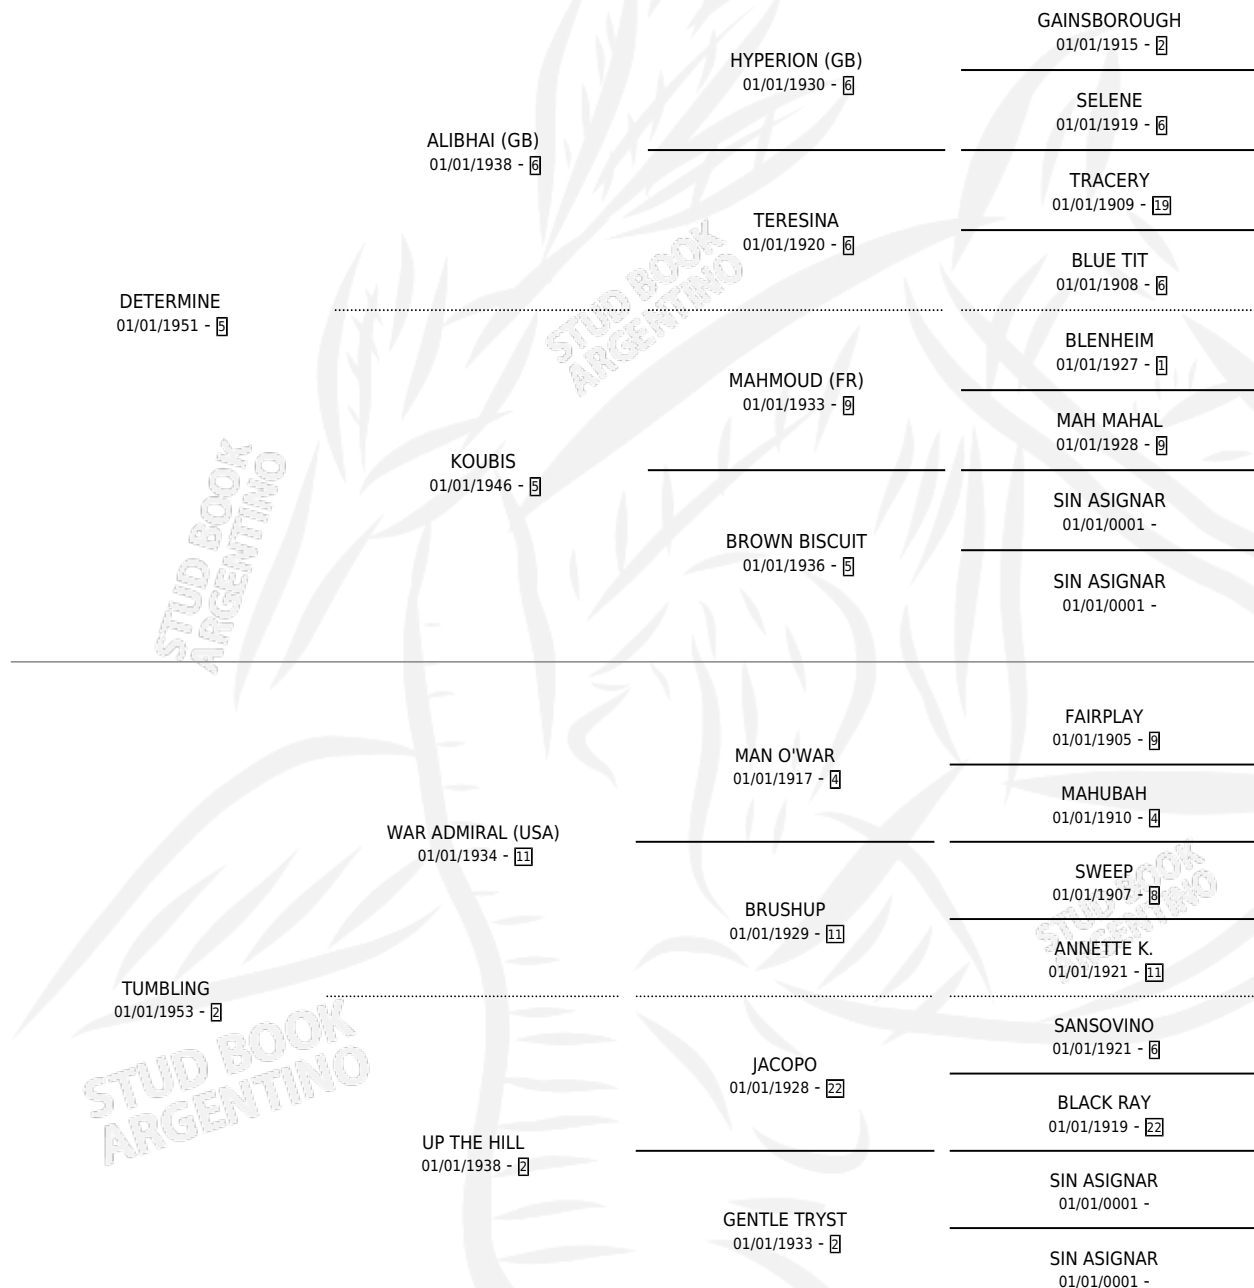 GAINSBOROUGH
01/01/1915 - 2
HYPERION (GB)
01/01/1930 - 6
SELENE
01/01/1919 - 6
ALIBHAI (GB)
01/01/1938 - 6
TRACERY
01/01/1909 - 19
TERESINA
01/01/1920 - 6
BLUE TIT
01/01/1908 - 6
DETERMINE
01/01/1951 - 5
BLENHEIM
01/01/1927 - 1
MAHMOUD (FR)
01/01/1933 - 9
MAH MAHAL
01/01/1928 - 9
KOUBIS
01/01/1946 - 5
SIN ASIGNAR
01/01/0001 -
BROWN BISCUIT
01/01/1936 - 5
SIN ASIGNAR
01/01/0001 -
FAIRPLAY
01/01/1905 - 9
MAN O'WAR
01/01/1917 - 4
MAHUBAH
01/01/1910 - 4
WAR ADMIRAL (USA)
01/01/1934 - 11
SWEEP
01/01/1907 - 8
BRUSHUP
01/01/1929 - 11
ANNETTE K.
01/01/1921 - 11
TUMBLING
01/01/1953 - 2
SANSOVINO
01/01/1921 - 6
JACOPO
01/01/1928 - 22
BLACK RAY
01/01/1919 - 22
UP THE HILL
01/01/1938 - 2
SIN ASIGNAR
01/01/0001 -
GENTLE TRYST
01/01/1933 - 2
SIN ASIGNAR
01/01/0001 -
STUD BOOK
ARGENTINO
STUD BOOK
ARGENTINO
STUD BOOK
ARGENTINO
STUD BOOK
ARGENTINO